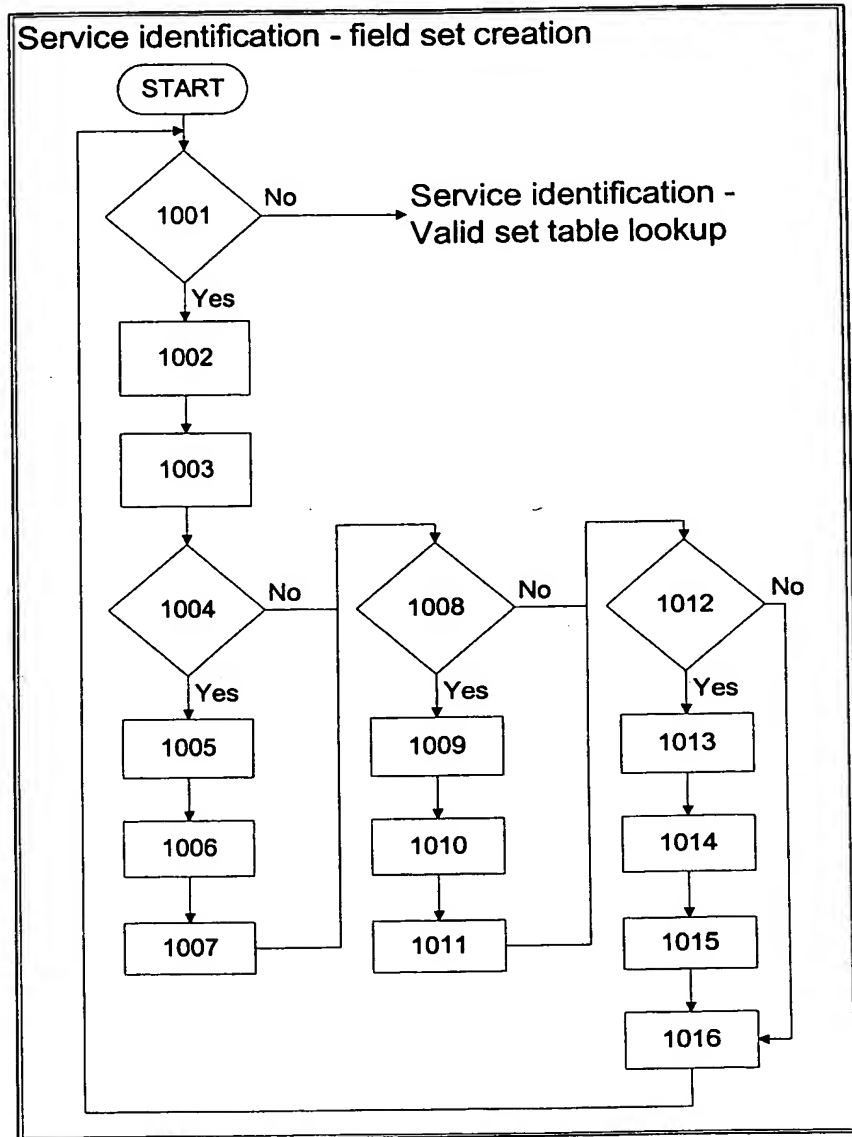 Service identification - field set creation
START
1001
No
Service identification -
Valid set table lookup
Yes
1002
1003
1004
No
1008
No
1012
No
Yes
Yes
Yes
1005
1009
1013
1006
1010
1014
1007
1011
1015
1016